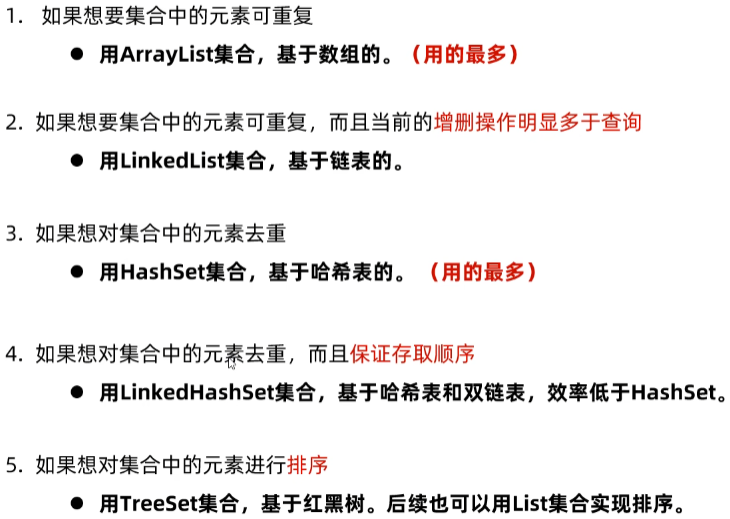 1. 如果想要集合中的元素可重复
● 用ArrayList集合，基于数组的。（用的最多）
2. 如果想要集合中的元素可重复，而且当前的增删操作明显多于查询
● 用LinkedList集合，基于链表的。
3. 如果想对集合中的元素去重
● 用HashSet集合，基于哈希表的。（用的最多）
4. 如果想对集合中的元素去重，而且保证存取顺序
● 用LinkedHashSet集合，基于哈希表和双链表，效率低于HashSet。
5. 如果想对集合中的元素进行排序
● 用TreeSet集合，基于红黑树。后续也可以用List集合实现排序。